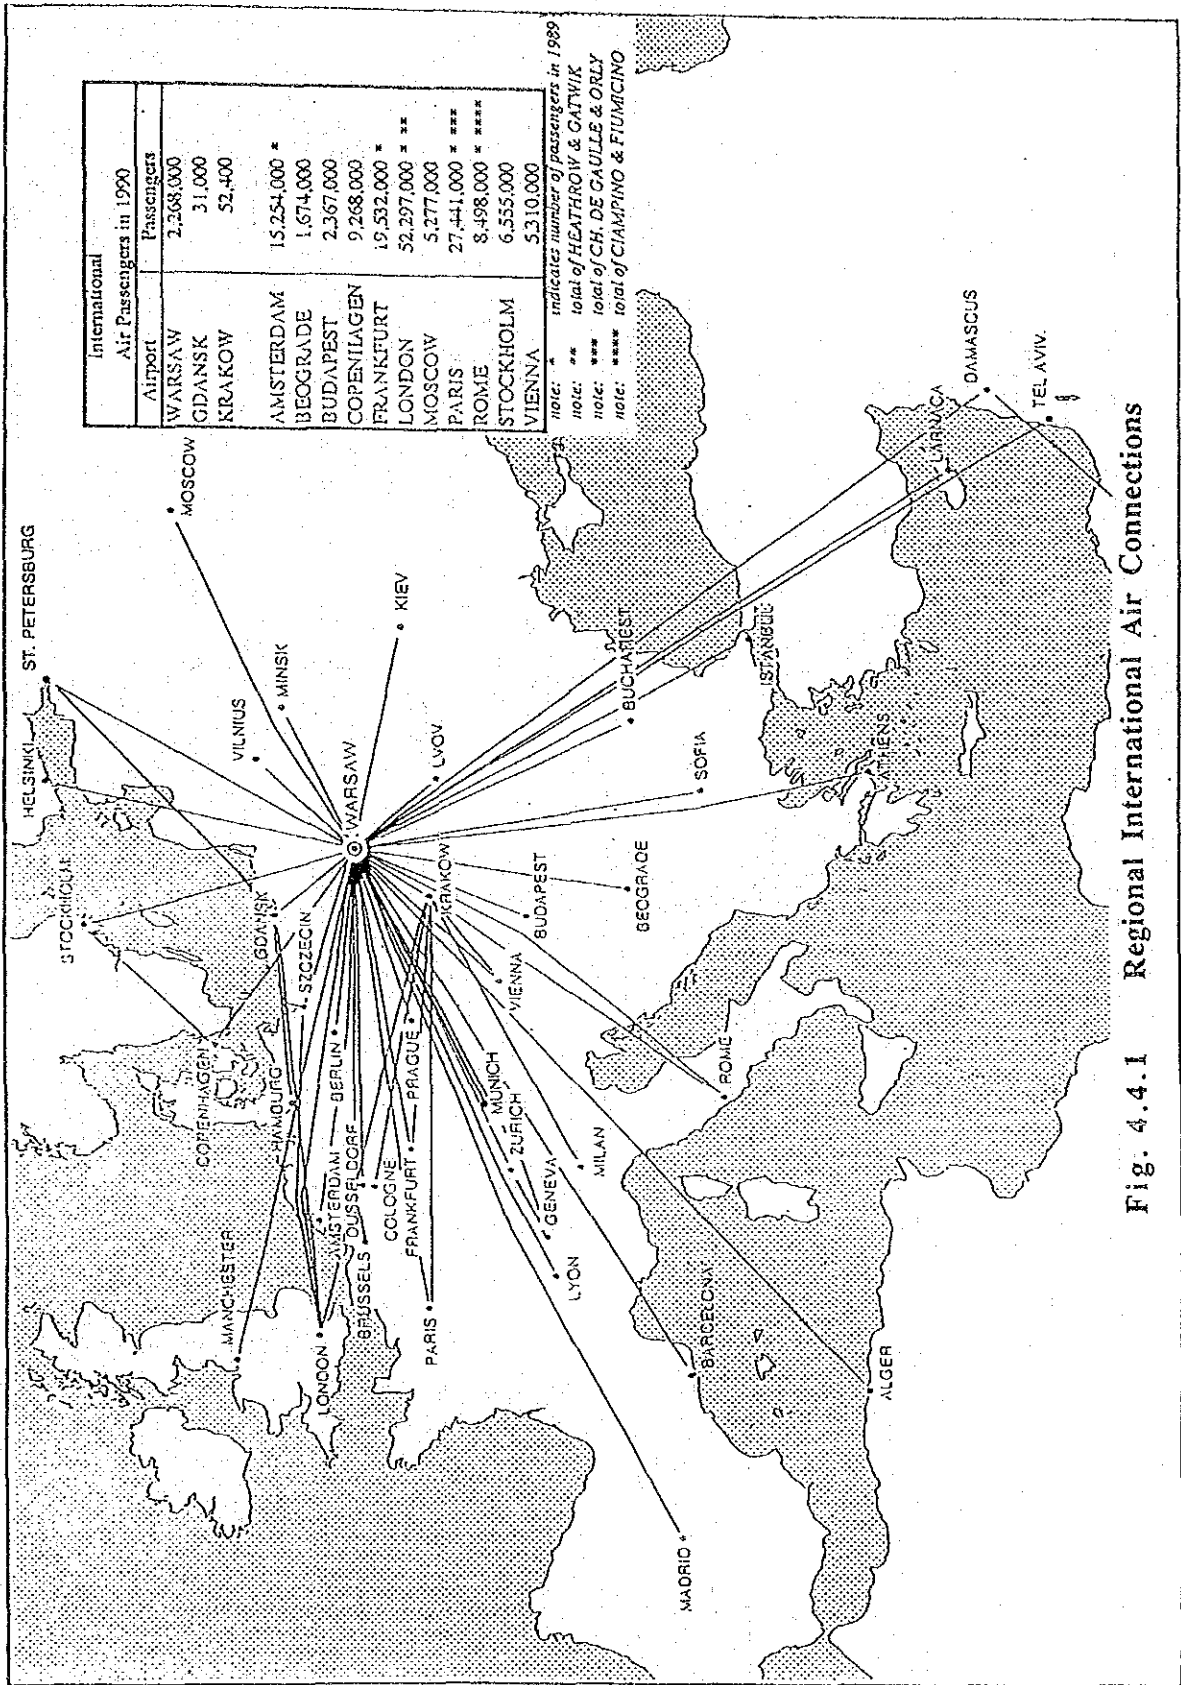 International
Air Passengers in 1990
Airport Passengers
WARSAW 2,268,000
GDANSK 31,000
KRAKOW 52,400
AMSTERDAM 15,254,000 *
BEOGRADE 1,674,000
BUDAPEST 2,367,000
COPENHAGEN 9,268,000
FRANKFURT 19,532,000 *
LONDON 52,297,000 * **
MOSCOW 5,277,000
PARIS 27,441,000 * ***
ROME 8,498,000 * ****
STOCKHOLM 6,555,000
VIENNA 5,310,000
note: * indicates number of passengers in 1989
note: ** total of HEATHROW & GATWIK
note: *** total of CH. DE GAULLE & ORLY
note: **** total of CIAMPINO & FIUMICINO
ST. PETERSBURG
HELSINKI
STOCKHOLM
MOSCOW
VILNIUS
MINSK
KIEV
WARSAW
LVOV
GDANSK
SZCZECIN
KRAKOW
COPENHAGEN
HAMBURG
BERLIN
PRAGUE
MANCHESTER
LONDON
AMSTERDAM
DUSSELDORF
BRUSSELS
COLOGNE
FRANKFURT
PARIS
MUNICH
ZURICH
GENEVA
LYON
MILAN
VIENNA
BUDAPEST
BEOGRADE
SOFIA
BUCHAREST
ISTANBUL
ATHENS
ROME
BARCELONA
MADRID
ALGER
LARNACA
DAMASCUS
TEL AVIV.
Fig. 4.4.1 Regional International Air Connections